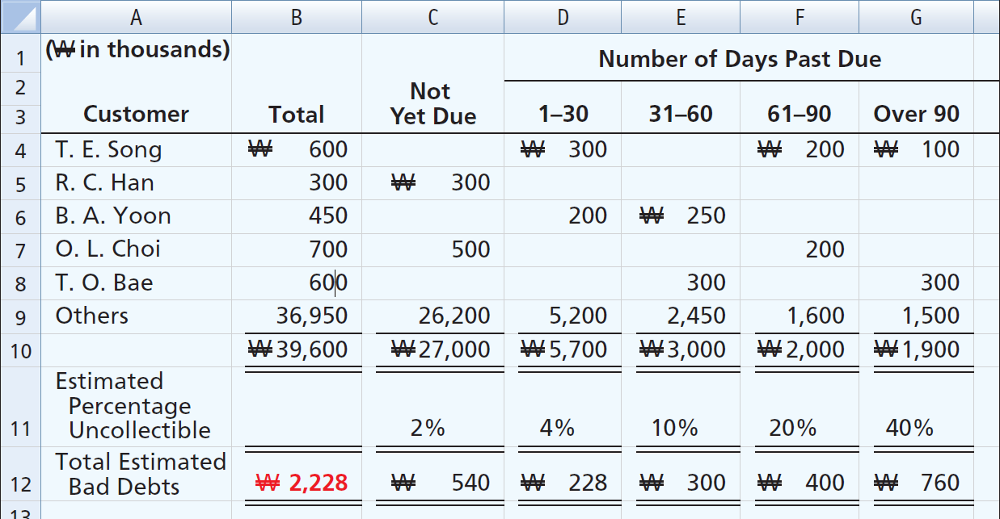 A B C D E F G
1 (₩ in thousands) Number of Days Past Due
2 Not
3 Customer Total Yet Due 1–30 31–60 61–90 Over 90
4 T. E. Song ₩ 600 ₩ 300 ₩ 200 ₩ 100
5 R. C. Han 300 ₩ 300
6 B. A. Yoon 450 200 ₩ 250
7 O. L. Choi 700 500 200
8 T. O. Bae 600 300 300
9 Others 36,950 26,200 5,200 2,450 1,600 1,500
10 ₩39,600 ₩27,000 ₩5,700 ₩3,000 ₩2,000 ₩1,900
Estimated
Percentage
11 Uncollectible 2% 4% 10% 20% 40%
Total Estimated
12 Bad Debts ₩ 2,228 ₩ 540 ₩ 228 ₩ 300 ₩ 400 ₩ 760
13